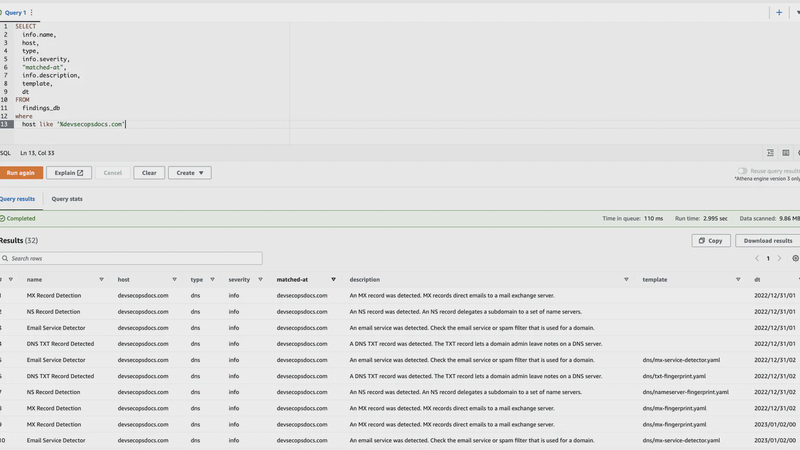 Query 1
1 SELECT
2 info.name,
3 host,
4 type,
5 info.severity,
6 "matched-at",
7 info.description,
8 template,
9 dt
10 FROM
11 findings_db
12 where
13 host like '%devsecopsdocs.com'
SQL Ln 13, Col 33
Run again Explain Cancel Clear Create Reuse query results
*Athena engine version 3 only
Query results Query stats
Completed Time in queue: 110 ms Run time: 2.995 sec Data scanned: 9.86 MB
Results (32) Copy Download results
Search rows 1
# name host type severity matched-at description template dt
1 MX Record Detection devsecopsdocs.com dns info devsecopsdocs.com An MX record was detected. MX records direct emails to a mail exchange server. 2022/12/31/01
2 NS Record Detection devsecopsdocs.com dns info devsecopsdocs.com An NS record was detected. An NS record delegates a subdomain to a set of name servers. 2022/12/31/01
3 Email Service Detector devsecopsdocs.com dns info devsecopsdocs.com An email service was detected. Check the email service or spam filter that is used for a domain. 2022/12/31/01
4 DNS TXT Record Detected devsecopsdocs.com dns info devsecopsdocs.com A DNS TXT record was detected. The TXT record lets a domain admin leave notes on a DNS server. 2022/12/31/01
5 Email Service Detector devsecopsdocs.com dns info devsecopsdocs.com An email service was detected. Check the email service or spam filter that is used for a domain. dns/mx-service-detector.yaml 2022/12/31/02
6 DNS TXT Record Detected devsecopsdocs.com dns info devsecopsdocs.com A DNS TXT record was detected. The TXT record lets a domain admin leave notes on a DNS server. dns/txt-fingerprint.yaml 2022/12/31/02
7 NS Record Detection devsecopsdocs.com dns info devsecopsdocs.com An NS record was detected. An NS record delegates a subdomain to a set of name servers. dns/nameserver-fingerprint.yaml 2022/12/31/02
8 MX Record Detection devsecopsdocs.com dns info devsecopsdocs.com An MX record was detected. MX records direct emails to a mail exchange server. dns/mx-fingerprint.yaml 2022/12/31/02
9 MX Record Detection devsecopsdocs.com dns info devsecopsdocs.com An MX record was detected. MX records direct emails to a mail exchange server. dns/mx-fingerprint.yaml 2023/01/02/00
10 Email Service Detector devsecopsdocs.com dns info devsecopsdocs.com An email service was detected. Check the email service or spam filter that is used for a domain. dns/mx-service-detector.yaml 2023/01/02/00